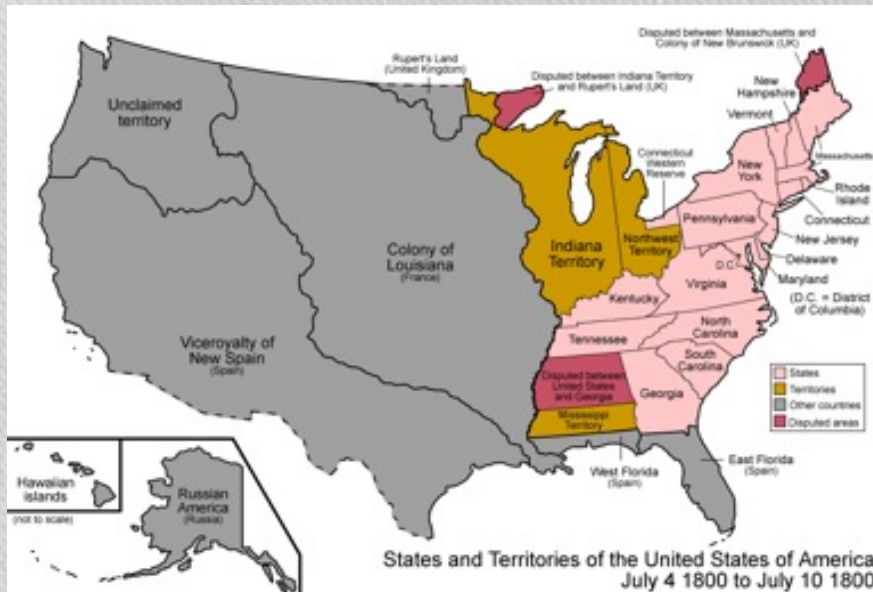 Disputed between Massachusetts and
Colony of New Brunswick (UK)
Rupert's Land
(United Kingdom)
Disputed between Indiana Territory
and Rupert's Land (UK)
New
Hampshire
Vermont
Unclaimed
territory
Massachusetts
Connecticut
Western
Reserve
New
York
Rhode
Island
Connecticut
Pennsylvania
New Jersey
Northwest
Territory
Indiana
Territory
Colony of
Louisiana
(France)
D.C.
Delaware
Maryland
(D.C. = District
of Columbia)
Virginia
Kentucky
North
Carolina
Tennessee
Viceroyalty of
New Spain
(Spain)
South
Carolina
Disputed between
United States
and Georgia
Georgia
Mississippi
Territory
States
Territories
Other countries
Disputed areas
East Florida
(Spain)
West Florida
(Spain)
Hawaiian
islands
(not to scale)
Russian
America
(Russia)
States and Territories of the United States of America
July 4 1800 to July 10 1800